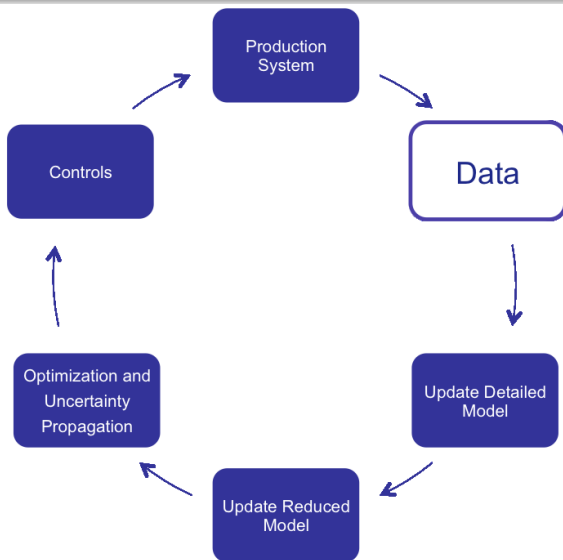 Production
System
Data
Update Detailed
Model
Update Reduced
Model
Optimization and
Uncertainty
Propagation
Controls